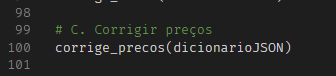 98
99 # C. Corrigir preços
100 corrige_precos(dicionarioJSON)
101